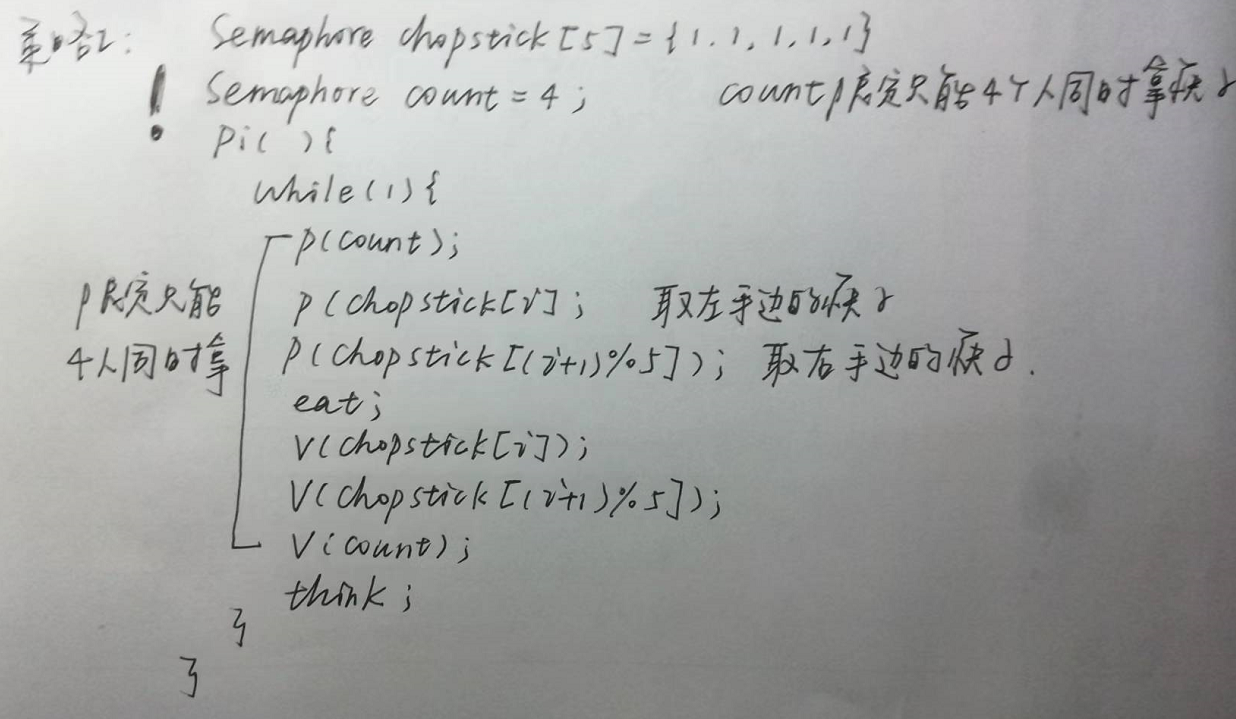 策略2: Semaphore chopstick[5]={1.1,1,1,1}
! Semaphore count=4; count限定只能4个人同时拿筷子
Pi( ){
while(1){
P(count);
限定只能 P(chopstick[i]; 取左手边的筷子
4人同时拿 P(chopstick[(i+1)%5]); 取右手边的筷子.
eat;
V(chopstick[i]);
V(chopstick[(i+1)%5]);
V(count);
think;
}
}